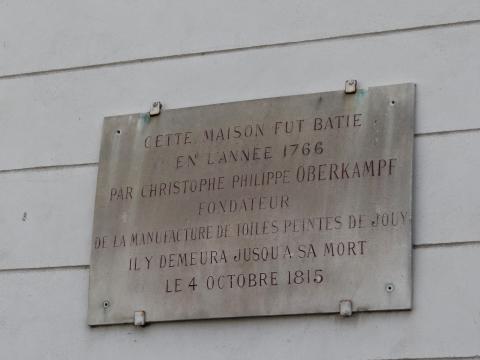 CETTE MAISON FUT BATIE
EN L'ANNÉE 1766
PAR CHRISTOPHE PHILIPPE OBERKAMPF
FONDATEUR
DE LA MANUFACTURE DE TOILES PEINTES DE JOUY
IL Y DEMEURA JUSQU'A SA MORT
LE 4 OCTOBRE 1815